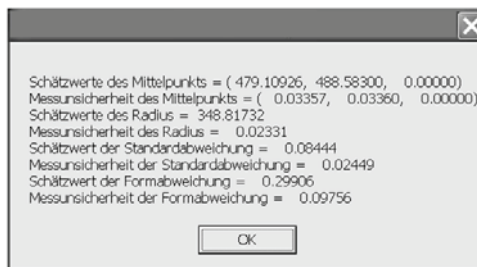 Schätzwerte des Mittelpunkts = ( 479.10926, 488.58300, 0.00000)
Messunsicherheit des Mittelpunkts = ( 0.03357, 0.03360, 0.00000)
Schätzwerte des Radius = 348.81732
Messunsicherheit des Radius = 0.02331
Schätzwert der Standardabweichung = 0.08444
Messunsicherheit der Standardabweichung = 0.02449
Schätzwert der Formabweichung = 0.29906
Messunsicherheit der Formabweichung = 0.09756
OK